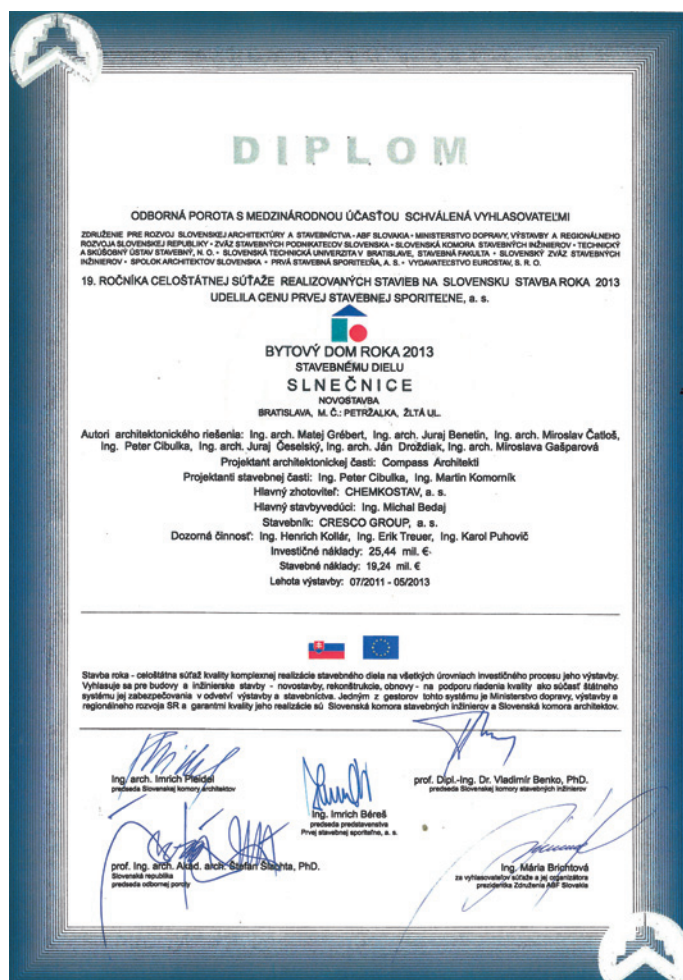 DIPLOM
ODBORNÁ POROTA S MEDZINÁRODNOU ÚČASŤOU SCHVÁLENÁ VYHLASOVATEĽMI
ZDRUŽENIE PRE ROZVOJ SLOVENSKEJ ARCHITEKTÚRY A STAVEBNÍCTVA - ABF SLOVAKIA • MINISTERSTVO DOPRAVY, VÝSTAVBY A REGIONÁLNEHO
ROZVOJA SLOVENSKEJ REPUBLIKY • ZVÄZ STAVEBNÝCH PODNIKATEĽOV SLOVENSKA • SLOVENSKÁ KOMORA STAVEBNÝCH INŽINIEROV • TECHNICKÝ
A SKÚŠOBNÝ ÚSTAV STAVEBNÝ, N. O. • SLOVENSKÁ TECHNICKÁ UNIVERZITA V BRATISLAVE, STAVEBNÁ FAKULTA • SLOVENSKÝ ZVÄZ STAVEBNÝCH
INŽINIEROV • SPOLOK ARCHITEKTOV SLOVENSKA • PRVÁ STAVEBNÁ SPORITEĽŇA, A. S. • VYDAVATEĽSTVO EUROSTAV, S. R. O.
19. ROČNÍKA CELOŠTÁTNEJ SÚŤAŽE REALIZOVANÝCH STAVIEB NA SLOVENSKU STAVBA ROKA 2013
UDELILA CENU PRVEJ STAVEBNEJ SPORITEĽNE, a. s.
BYTOVÝ DOM ROKA 2013
STAVEBNÉMU DIELU
SLNEČNICE
NOVOSTAVBA
BRATISLAVA, M. Č.: PETRŽALKA, ŽLTÁ UL.
Autori architektonického riešenia: Ing. arch. Matej Grébert, Ing. arch. Juraj Benetin, Ing. arch. Miroslav Čatloš,
Ing. Peter Cibulka, Ing. arch. Juraj Česelský, Ing. arch. Ján Droždiak, Ing. arch. Miroslava Gašparová
Projektant architektonickej časti: Compass Architekti
Projektanti stavebnej časti: Ing. Peter Cibulka, Ing. Martin Komorník
Hlavný zhotoviteľ: CHEMKOSTAV, a. s.
Hlavný stavbyvedúci: Ing. Michal Bedaj
Stavebník: CRESCO GROUP, a. s.
Dozorná činnosť: Ing. Henrich Kollár, Ing. Erik Treuer, Ing. Karol Puhovič
Investičné náklady: 25,44 mil. €
Stavebné náklady: 19,24 mil. €
Lehota výstavby: 07/2011 - 05/2013
Stavba roka - celoštátna súťaž kvality komplexnej realizácie stavebného diela na všetkých úrovniach investičného procesu jeho výstavby.
Vyhlasuje sa pre budovy a inžinierske stavby - novostavby, rekonštrukcie, obnovy - na podporu riadenia kvality ako súčasť štátneho
systému jej zabezpečovania v odvetví výstavby a stavebníctva. Jedným z gestorov tohto systému je Ministerstvo dopravy, výstavby a
regionálneho rozvoja SR a garantmi kvality jeho realizácie sú Slovenská komora stavebných inžinierov a Slovenská komora architektov.
Ing. arch. Imrich Pleidel
predseda Slovenskej komory architektov
prof. Dipl.-Ing. Dr. Vladimír Benko, PhD.
predseda Slovenskej komory stavebných inžinierov
Ing. Imrich Béreš
predseda predstavenstva
Prvej stavebnej sporiteľne, a. s.
prof. Ing. arch. Akad. arch. Štefan Šlachta, PhD.
Slovenská republika
predseda odbornej poroty
Ing. Mária Brichtová
za vyhlasovateľov súťaže a jej organizátora
prezidentka Združenia ABF Slovakia